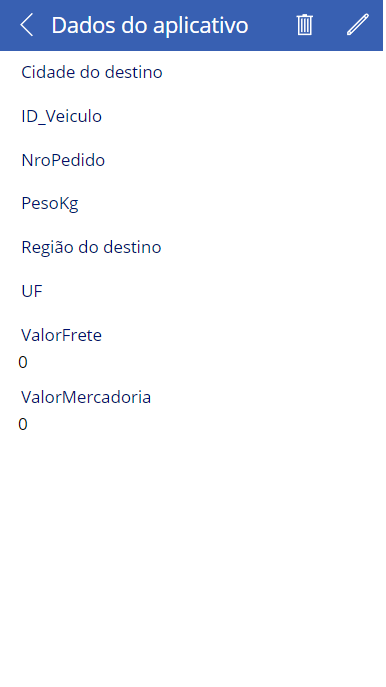 Dados do aplicativo
Cidade do destino
ID_Veiculo
NroPedido
PesoKg
Região do destino
UF
ValorFrete
0
ValorMercadoria
0